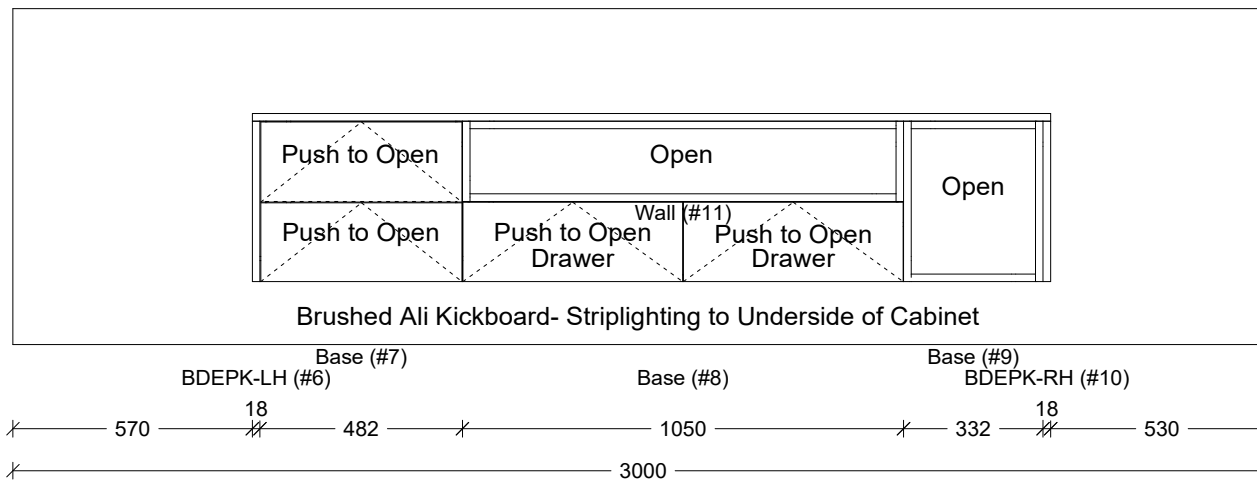 Push to Open
Open
Open
Push to Open
Wall (#11)
Push to Open
Drawer
Push to Open
Drawer
Brushed Ali Kickboard- Striplighting to Underside of Cabinet
Base (#7)
Base (#9)
BDEPK-LH (#6)
Base (#8)
BDEPK-RH (#10)
18
18
570
482
1050
332
530
3000